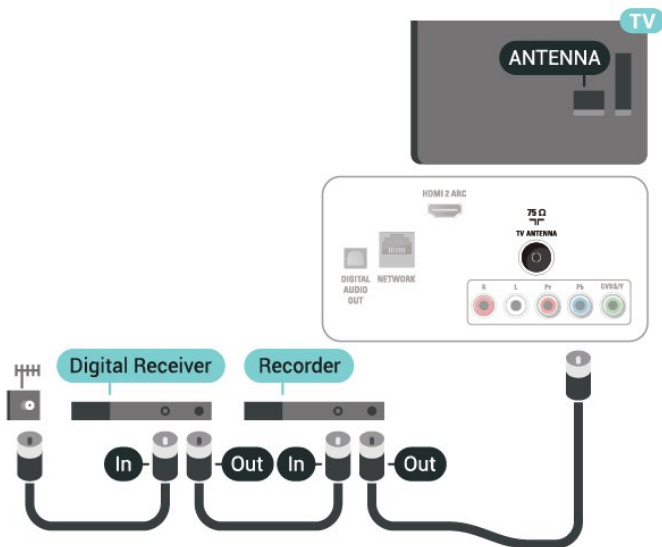 TV
ANTENNA
HDMI 2 ARC
75 Ω
TV ANTENNA
DIGITAL
AUDIO
OUT
NETWORK
R
L
Pr
Pb
CVBS/Y
Digital Receiver
Recorder
In
Out
In
Out